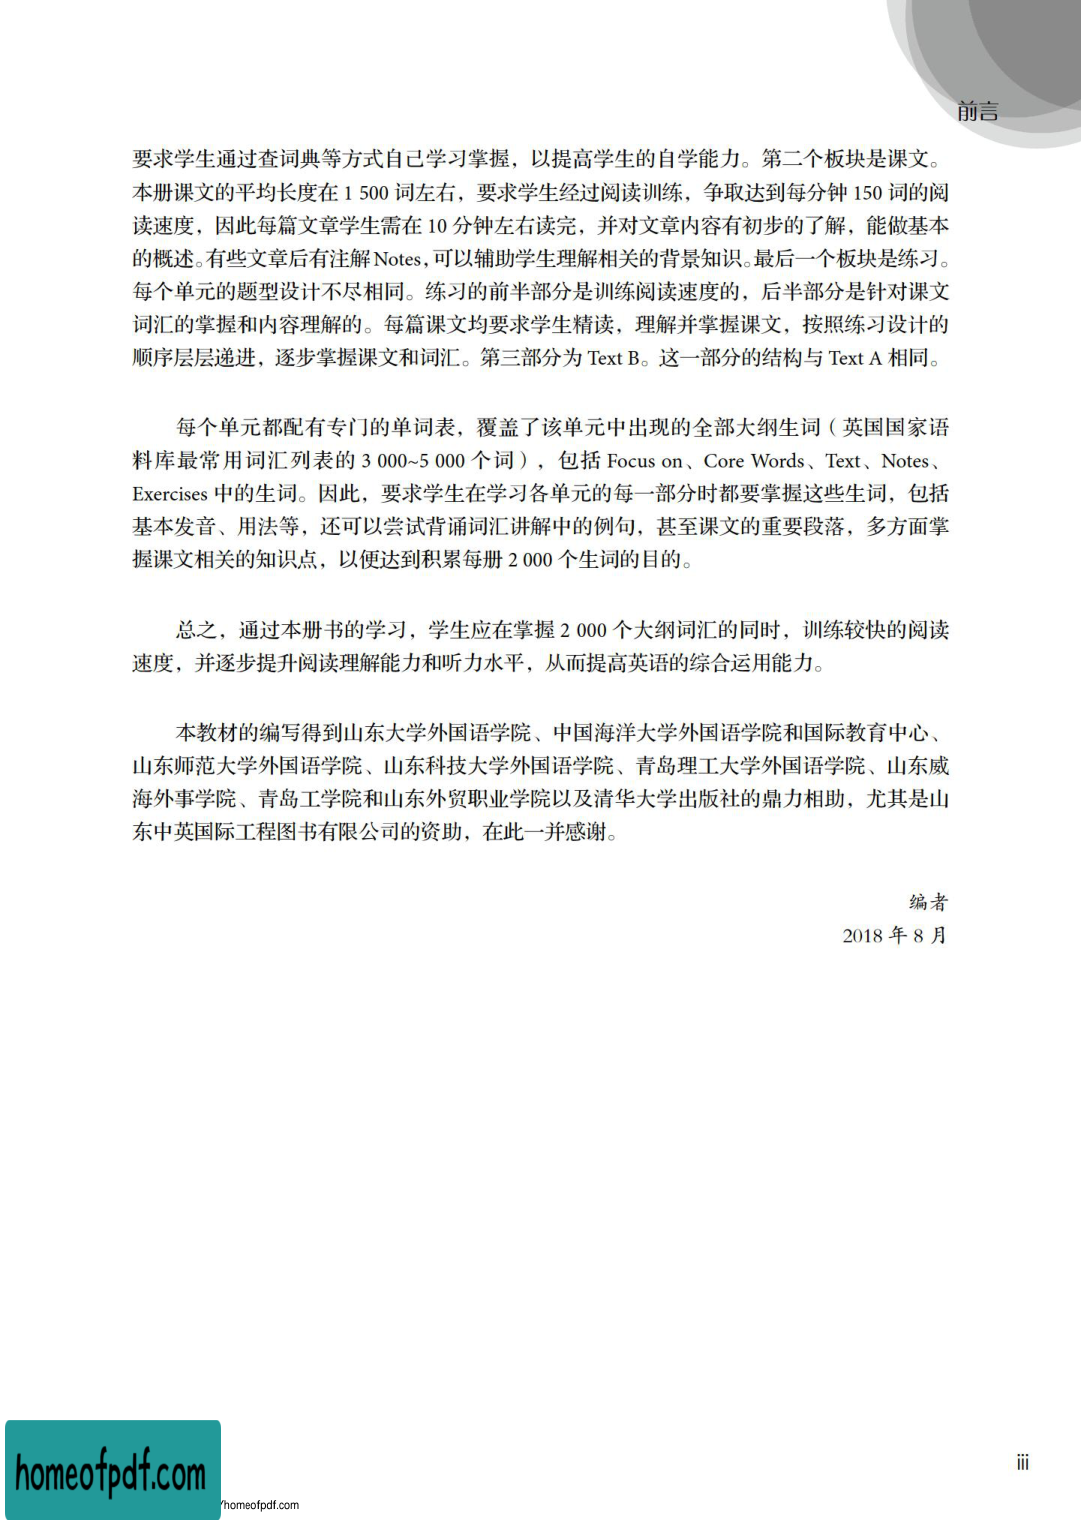 前言
要求学生通过查词典等方式自己学习掌握，以提高学生的自学能力。第二个板块是课文。
本册课文的平均长度在 1 500 词左右，要求学生经过阅读训练，争取达到每分钟 150 词的阅
读速度，因此每篇文章学生需在 10 分钟左右读完，并对文章内容有初步的了解，能做基本
的概述。有些文章后有注解 Notes，可以辅助学生理解相关的背景知识。最后一个板块是练习。
每个单元的题型设计不尽相同。练习的前半部分是训练阅读速度的，后半部分是针对课文
词汇的掌握和内容理解的。每篇课文均要求学生精读，理解并掌握课文，按照练习设计的
顺序层层递进，逐步掌握课文和词汇。第三部分为 Text B。这一部分的结构与 Text A 相同。
每个单元都配有专门的单词表，覆盖了该单元中出现的全部大纲生词（英国国家语
料库最常用词汇列表的 3 000~5 000 个词），包括 Focus on、Core Words、Text、Notes、
Exercises 中的生词。因此，要求学生在学习各单元的每一部分时都要掌握这些生词，包括
基本发音、用法等，还可以尝试背诵词汇讲解中的例句，甚至课文的重要段落，多方面掌
握课文相关的知识点，以便达到积累每册 2 000 个生词的目的。
总之，通过本册书的学习，学生应在掌握 2 000 个大纲词汇的同时，训练较快的阅读
速度，并逐步提升阅读理解能力和听力水平，从而提高英语的综合运用能力。
本教材的编写得到山东大学外国语学院、中国海洋大学外国语学院和国际教育中心、
山东师范大学外国语学院、山东科技大学外国语学院、青岛理工大学外国语学院、山东威
海外事学院、青岛工学院和山东外贸职业学院以及清华大学出版社的鼎力相助，尤其是山
东中英国际工程图书有限公司的资助，在此一并感谢。
编者
2018 年 8 月
iii
homeofpdf.com
/homeofpdf.com